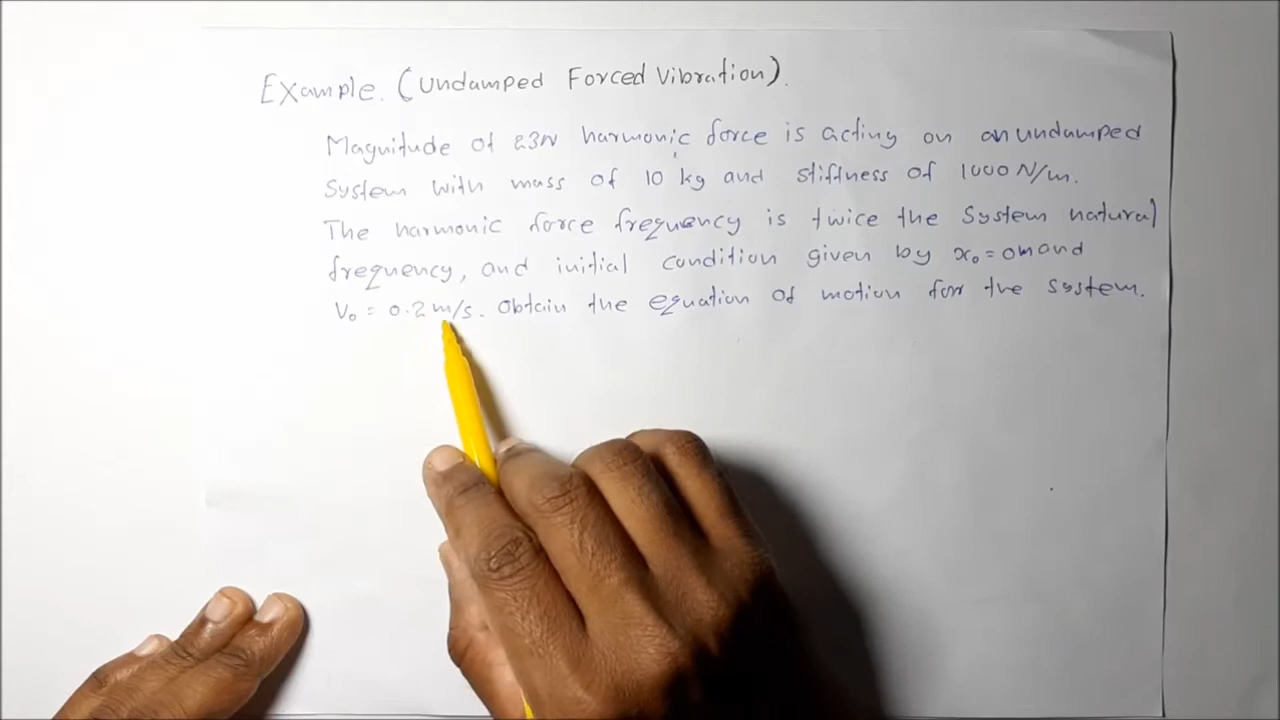 Example. (Undamped Forced Vibration).
Magnitude of 23N harmonic force is acting on an undamped
System with mass of 10 kg and stiffness of 1000 N/m.
The harmonic force frequency is twice the System natural
frequency, and initial condition given by x₀ = 0m and
V₀ = 0.2 m/s. Obtain the equation of motion for the system.